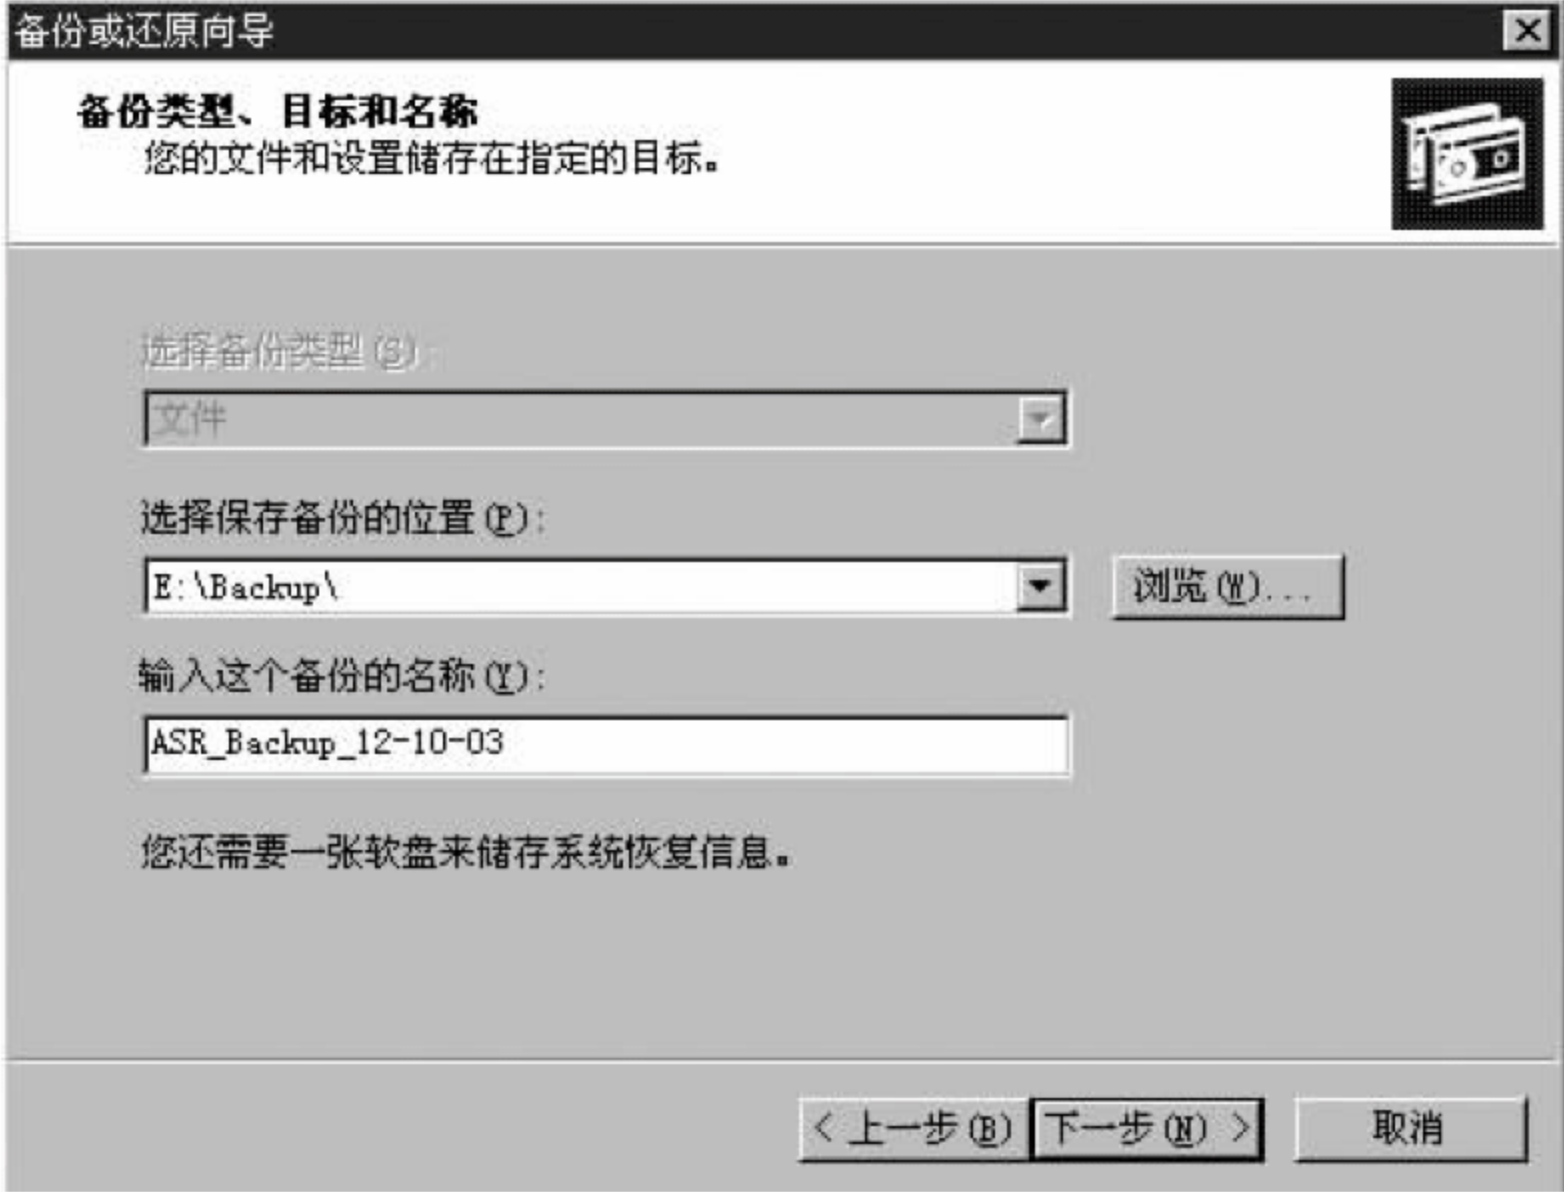 备份或还原向导
备份类型、目标和名称
您的文件和设置储存在指定的目标。
选择备份类型(S):
文件
选择保存备份的位置(P):
E:\Backup\
浏览(W)...
输入这个备份的名称(Y):
ASR_Backup_12-10-03
您还需要一张软盘来储存系统恢复信息。
< 上一步(B) 下一步(N) > 取消